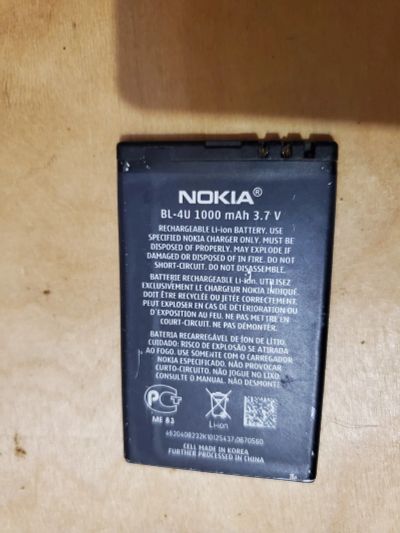 NOKIA®
BL-4U 1000 mAh 3.7 V
RECHARGEABLE Li-ion BATTERY. USE
SPECIFIED NOKIA CHARGER ONLY. MUST BE
DISPOSED OF PROPERLY. MAY EXPLODE IF
DAMAGED OR DISPOSED OF IN FIRE. DO NOT
SHORT-CIRCUIT. DO NOT DISASSEMBLE.
BATTERIE RECHARGEABLE Li-ion. UTILISEZ
EXCLUSIVEMENT LE CHARGEUR NOKIA INDIQUÉ.
DOIT ÊTRE RECYCLÉE OU JETÉE CORRECTEMENT.
PEUT EXPLOSER EN CAS DE DÉTÉRIORATION
OU AU CONTACT DU FEU. NE PAS METTRE EN
COURT-CIRCUIT. NE PAS DÉMONTER.
BATERIA RECARREGÁVEL DE ÍON DE LÍTIO.
CUIDADO: RISCO DE EXPLOSÃO SE ATIRADA
AO FOGO. USE SOMENTE COM O CARREGADOR
NOKIA ESPECIFICADO. NÃO PROVOCAR
CURTO-CIRCUITO. NÃO JOGUE NO LIXO.
CONSULTE O MANUAL. NÃO DESMONTE.
ME 83
Li-ion
4620406232K10125437;0670560
CELL MADE IN KOREA
FURTHER PROCESSED IN CHINA